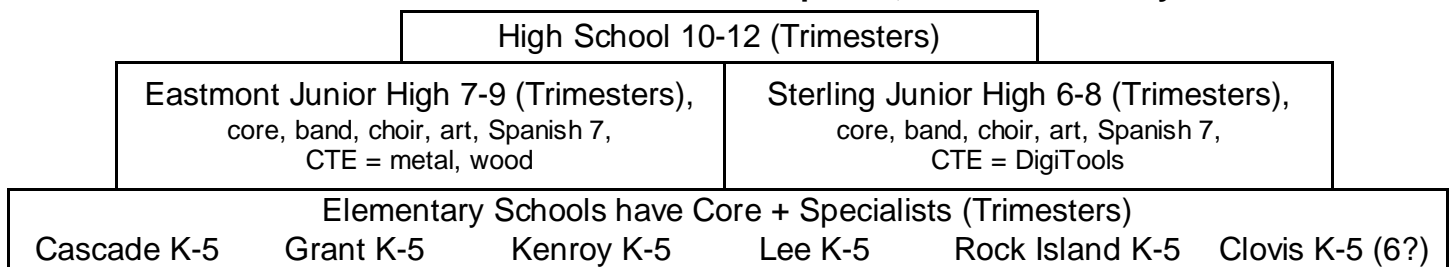 High School 10-12 (Trimesters)
Eastmont Junior High 7-9 (Trimesters),
core, band, choir, art, Spanish 7,
CTE = metal, wood
Sterling Junior High 6-8 (Trimesters),
core, band, choir, art, Spanish 7,
CTE = DigiTools
Elementary Schools have Core + Specialists (Trimesters)
Cascade K-5 Grant K-5 Kenroy K-5 Lee K-5 Rock Island K-5 Clovis K-5 (6?)